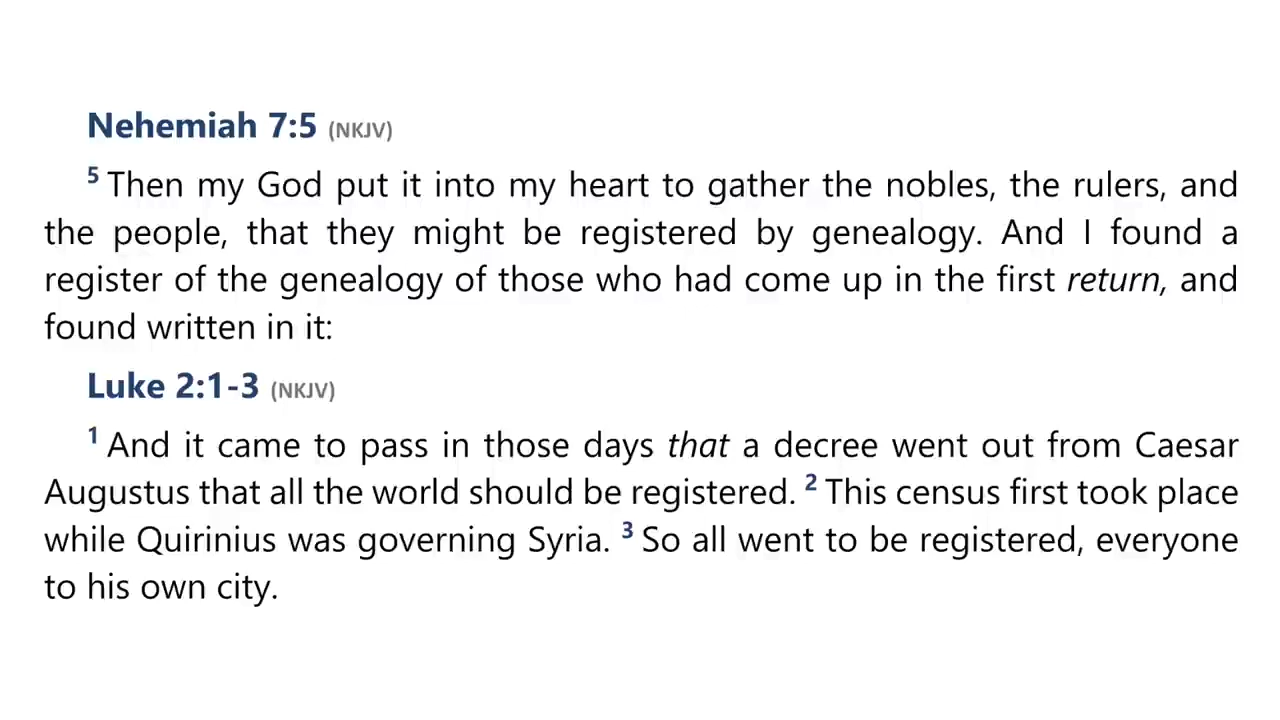 Nehemiah 7:5 (NKJV)
5 Then my God put it into my heart to gather the nobles, the rulers, and
the people, that they might be registered by genealogy. And I found a
register of the genealogy of those who had come up in the first return, and
found written in it:
Luke 2:1-3 (NKJV)
1 And it came to pass in those days that a decree went out from Caesar
Augustus that all the world should be registered. 2 This census first took place
while Quirinius was governing Syria. 3 So all went to be registered, everyone
to his own city.